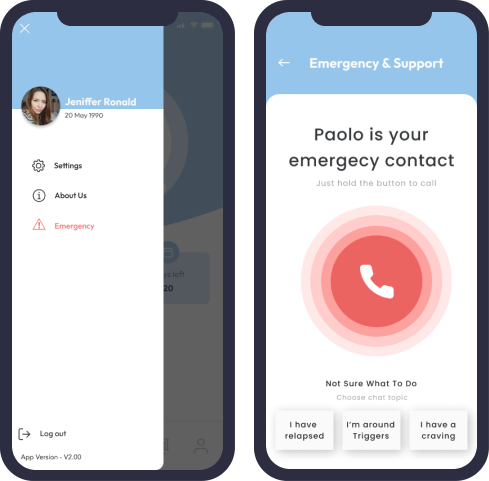 Jeniffer Ronald
20 May 1990
Settings
About Us
Emergency
left
20
Log out
App Version - V2.00
Emergency & Support
Paolo is your
emergecy contact
Just hold the button to call
Not Sure What To Do
Choose chat topic
I have
relapsed
I'm around
Triggers
I have a
craving